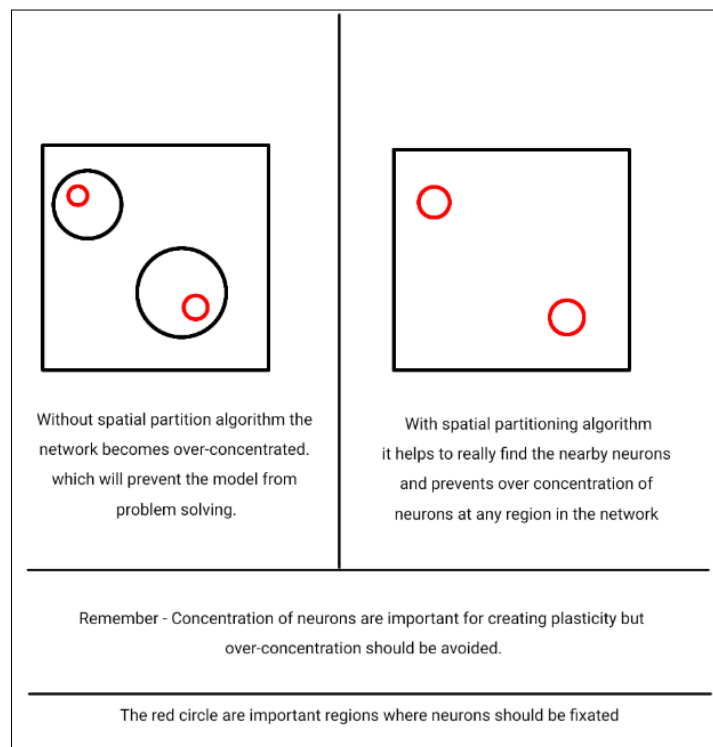 Without spatial partition algorithm the
network becomes over-concentrated.
which will prevent the model from
problem solving.
With spatial partitioning algorithm
it helps to really find the nearby neurons
and prevents over concentration of
neurons at any region in the network
Remember - Concentration of neurons are important for creating plasticity but
over-concentration should be avoided.
The red circle are important regions where neurons should be fixated